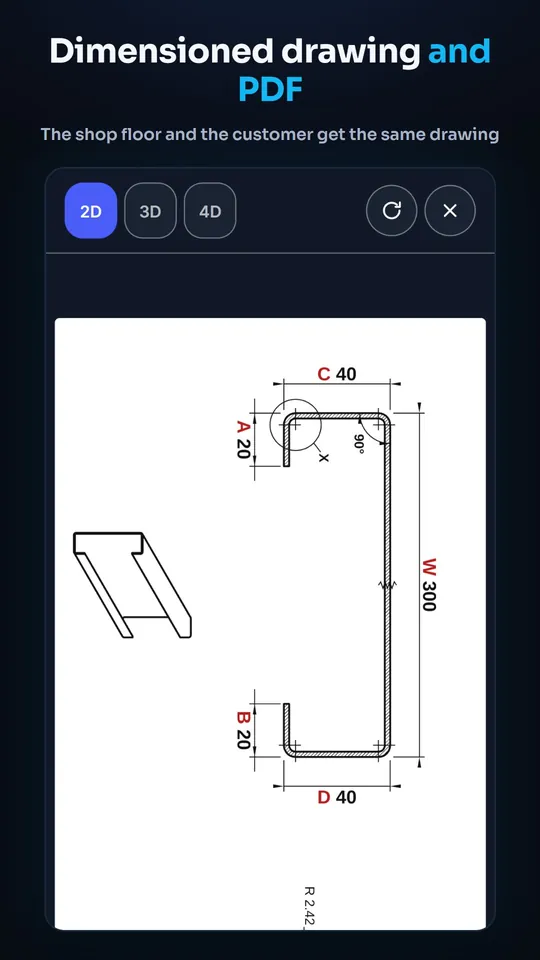 Dimensioned drawing and
PDF
The shop floor and the customer get the same drawing
2D 3D 4D
C 40
A 20
90°
X
W 300
B 20
D 40
R 2.42